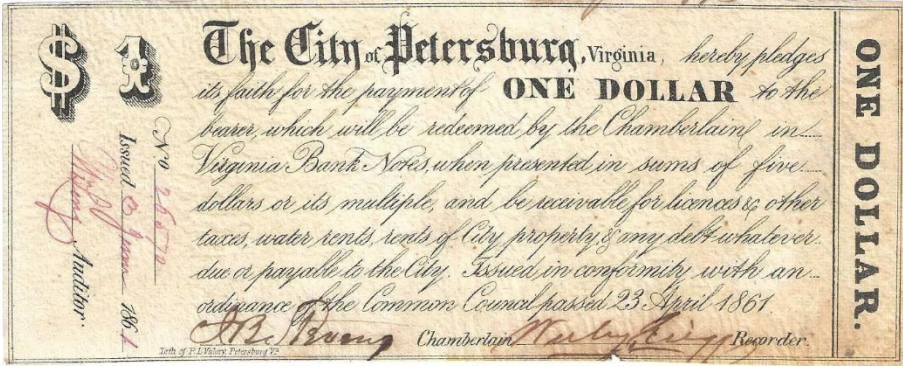 $ 1
The City of Petersburg, Virginia, hereby pledges
its faith for the payment of ONE DOLLAR to the
bearer, which will be redeemed by the Chamberlain in
Virginia Bank Notes, when presented in sums of five
dollars or its multiple, and be receivable for licences & other
taxes, water rents, rents of City property, & any debt whatever
due or payable to the City. Issued in conformity with an
ordinance of the Common Council passed 23 April 1861
Chamberlain Recorder.
Lith. of P. L. Valory, Petersburg Va
No
Issued 1861
Auditor.
ONE DOLLAR.